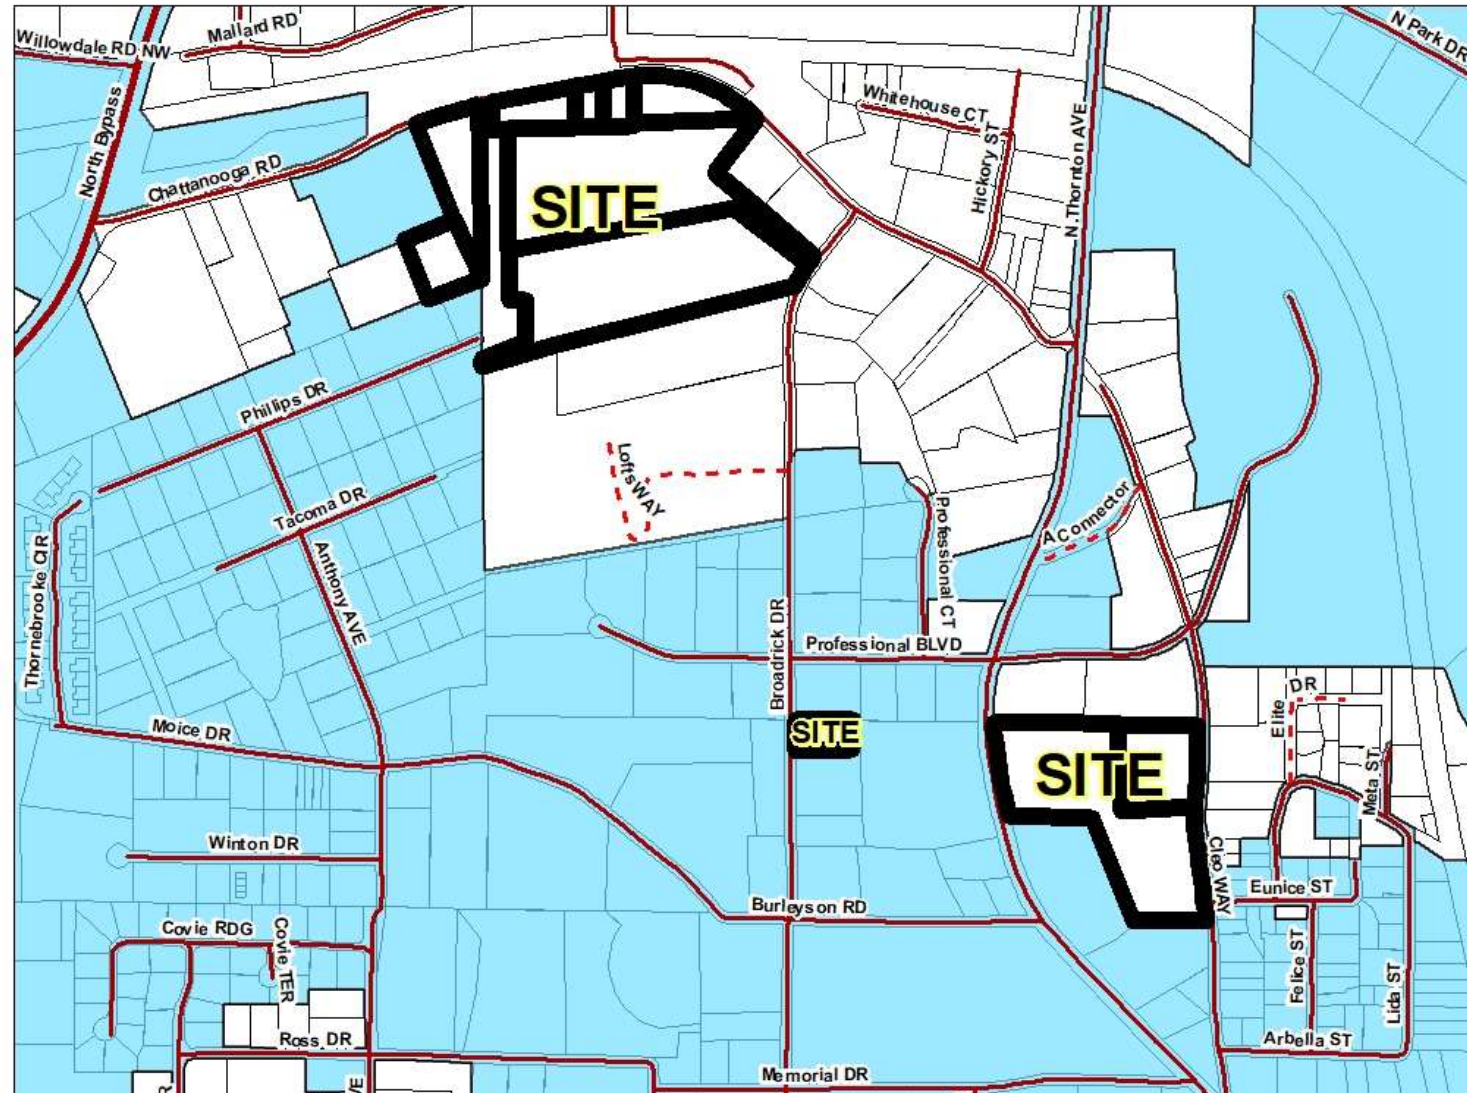 Willowdale RD NW
Mallard RD
N Park DR
Whitehouse CT
North Bypass
Chattanooga RD
Hickory ST
N.Thornton AVE
SITE
Phillips DR
Lofts WAY
Tacoma DR
A Connector
Professional CT
Thornebrooke CIR
Anthony AVE
Broadrick DR
Professional BLVD
Elite DR
Moice DR
SITE
SITE
Meta ST
Winton DR
Cleo WAY
Eunice ST
Burleyson RD
Covie RDG
Covie TER
Felice ST
Lida ST
Ross DR
Arbella ST
Memorial DR
R
VE